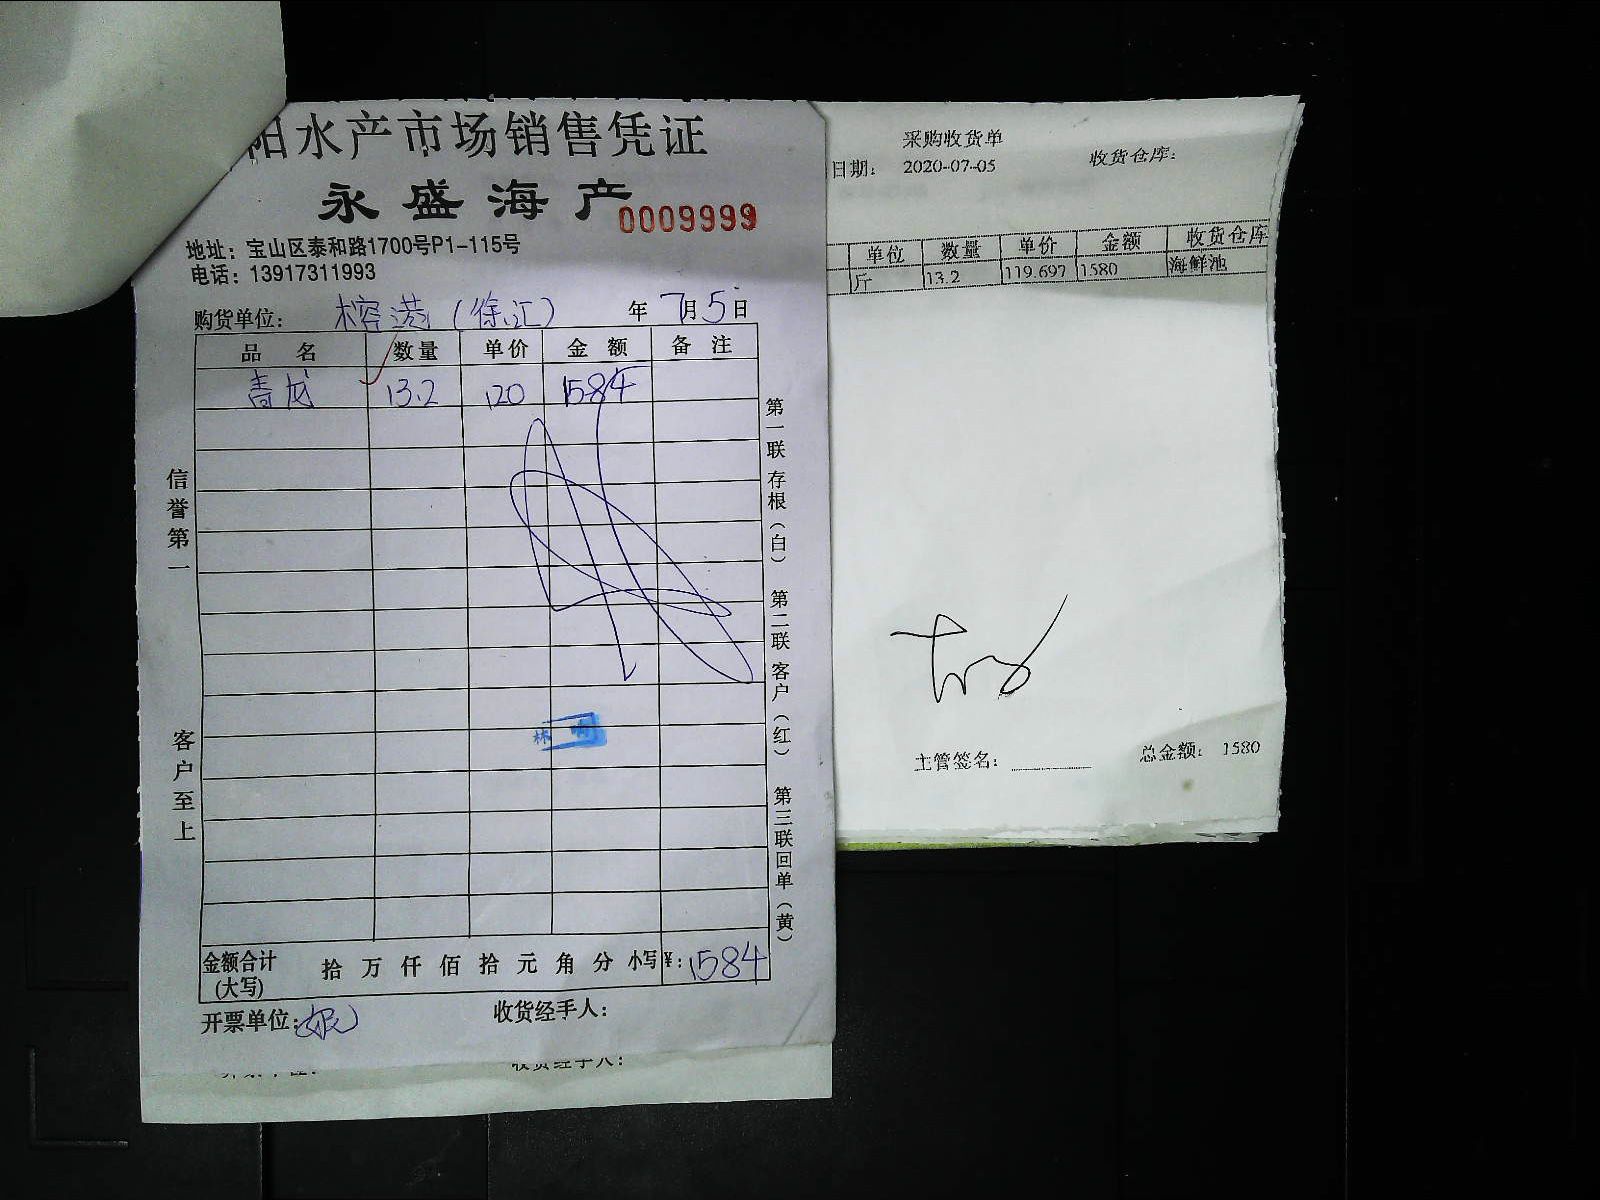 阳水产市场销售凭证
永盛海产
0009999
地址：宝山区泰和路1700号P1-115号
电话：13917311993
购货单位： 榕港（徐汇） 年 7月5日
品 名 数量 单价 金 额 备 注
青龙 13.2 120 1584
信誉第一
客户至上
第一联存根（白） 第二联客户（红） 第三联回单（黄）
金额合计(大写) 拾 万 仟 佰 拾 元 角 分 小写¥：1584
开票单位： 收货经手人：
收货经手人：
采购收货单
日期： 2020-07-05 收货仓库：
单位 数量 单价 金额 收货仓库
斤 13.2 119.697 1580 海鲜池
主管签名： 总金额： 1580